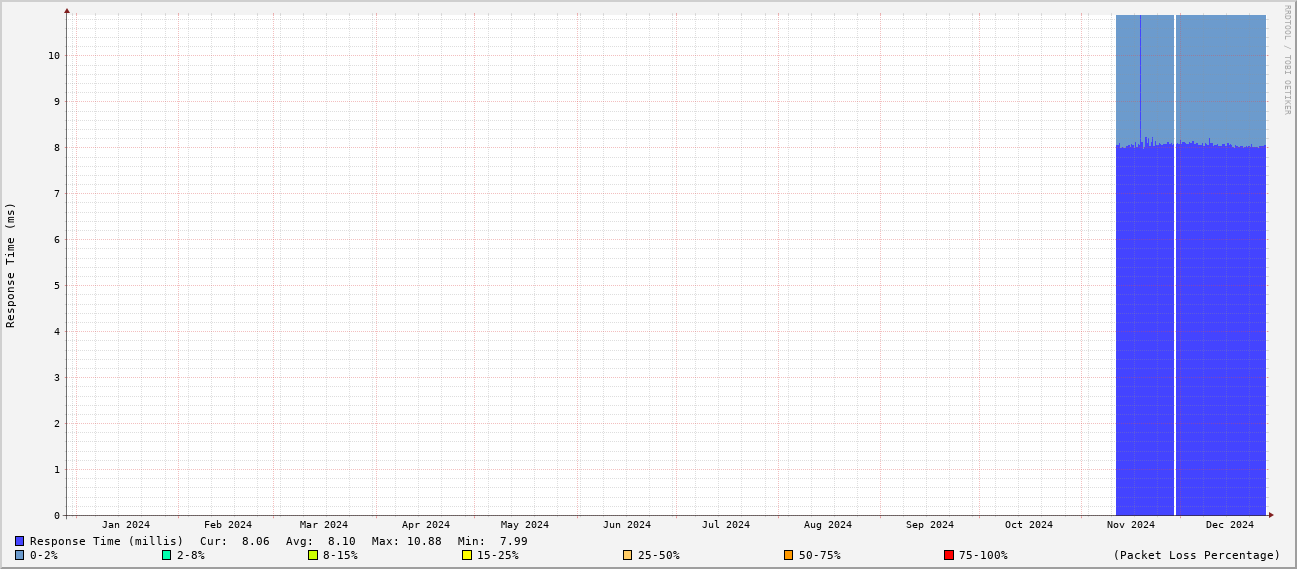 RRDTOOL / TOBI OETIKER
Response Time (ms)
10
9
8
7
6
5
4
3
2
1
0
Jan 2024 Feb 2024 Mar 2024 Apr 2024 May 2024 Jun 2024 Jul 2024 Aug 2024 Sep 2024 Oct 2024 Nov 2024 Dec 2024
Response Time (millis) Cur: 8.06 Avg: 8.10 Max: 10.88 Min: 7.99
0-2% 2-8% 8-15% 15-25% 25-50% 50-75% 75-100% (Packet Loss Percentage)